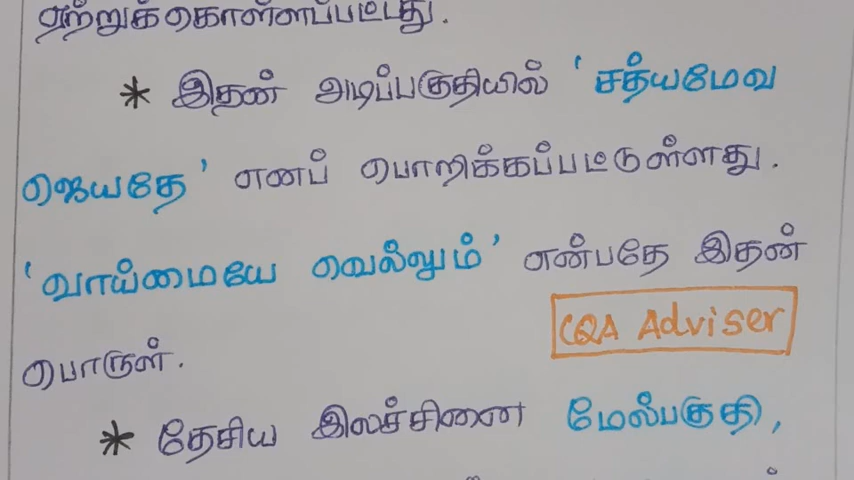 ஏற்றுக்கொள்ளப்பட்டது.
* இதன் அடிப்பகுதியில் 'சத்யமேவ
ஜெயதே' எனப் பொறிக்கப்பட்டுள்ளது.
'வாய்மையே வெல்லும்' என்பதே இதன்
CQA Adviser
பொருள்.
* தேசிய இலச்சினை மேல்பகுதி,